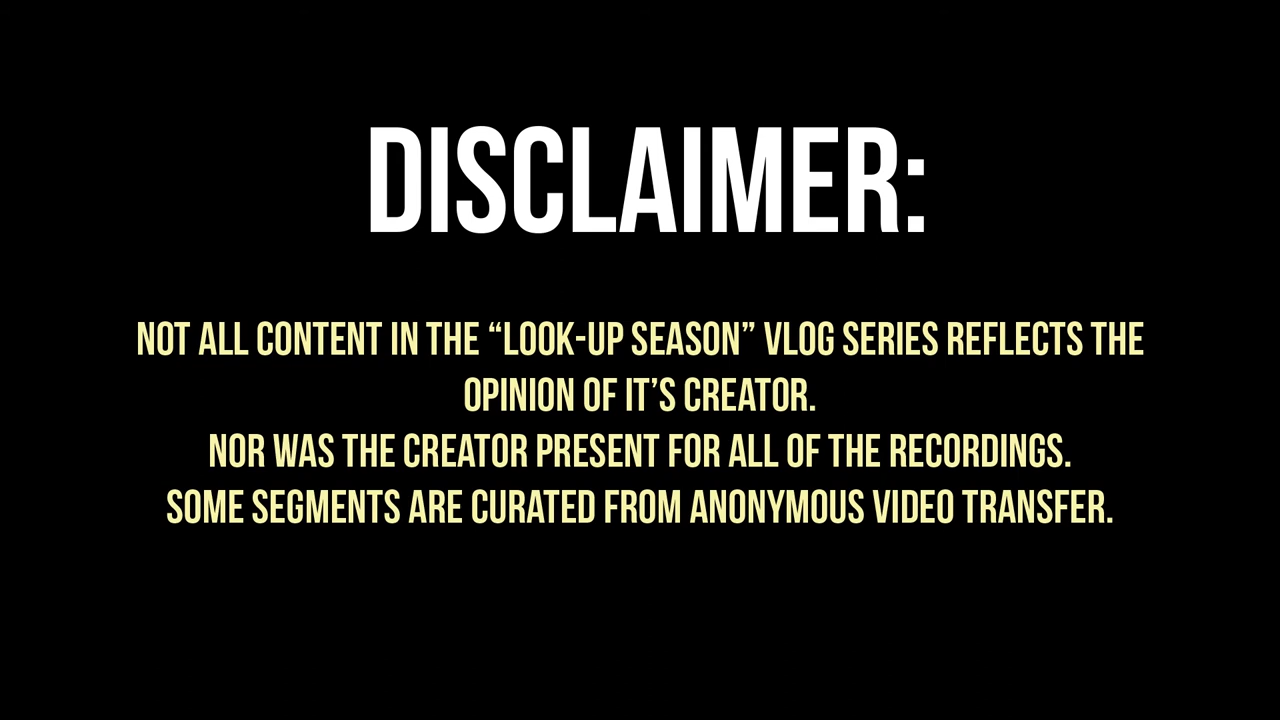 DISCLAIMER:
NOT ALL CONTENT IN THE “LOOK-UP SEASON” VLOG SERIES REFLECTS THE
OPINION OF IT’S CREATOR.
NOR WAS THE CREATOR PRESENT FOR ALL OF THE RECORDINGS.
SOME SEGMENTS ARE CURATED FROM ANONYMOUS VIDEO TRANSFER.